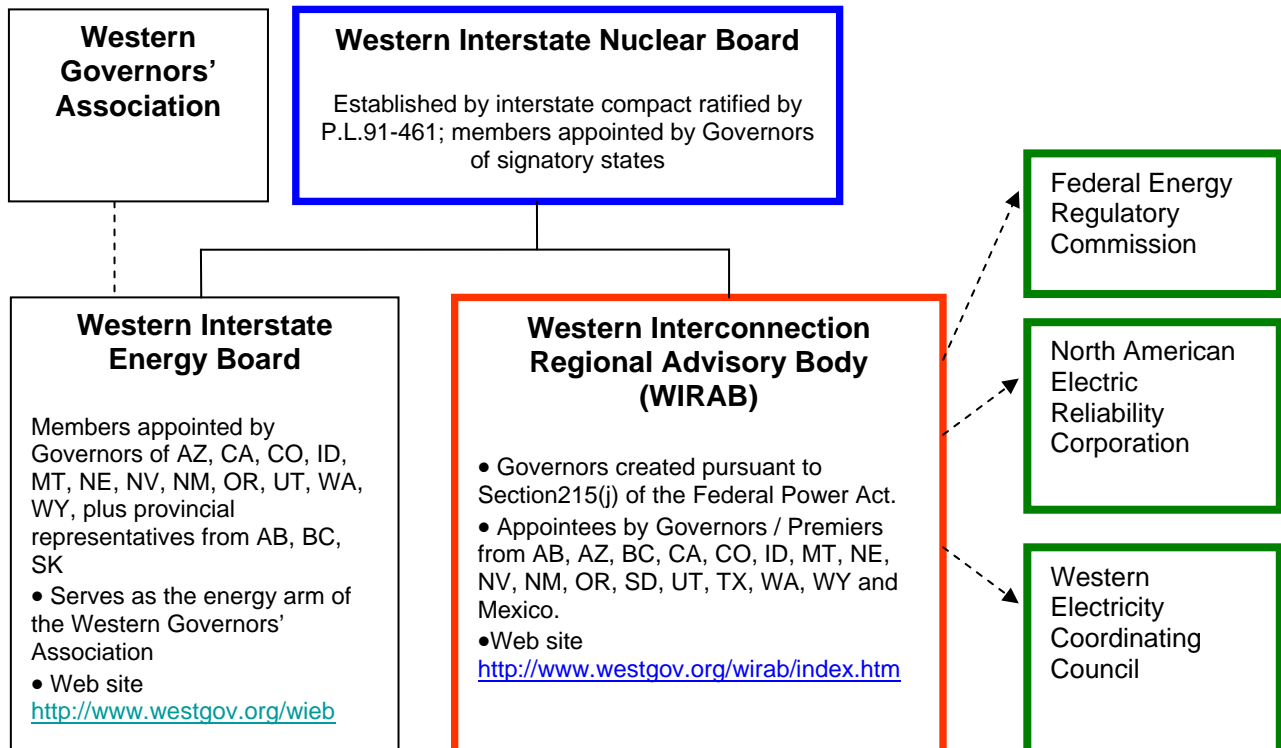 Western
Governors’
Association
Western Interstate Nuclear Board
Established by interstate compact ratified by
P.L.91-461; members appointed by Governors
of signatory states
Federal Energy
Regulatory
Commission
Western Interstate
Energy Board
Members appointed by
Governors of AZ, CA, CO, ID,
MT, NE, NV, NM, OR, UT, WA,
WY, plus provincial
representatives from AB, BC,
SK
• Serves as the energy arm of
the Western Governors’
Association
• Web site
http://www.westgov.org/wieb
Western Interconnection
Regional Advisory Body
(WIRAB)
• Governors created pursuant to
Section215(j) of the Federal Power Act.
• Appointees by Governors / Premiers
from AB, AZ, BC, CA, CO, ID, MT, NE,
NV, NM, OR, SD, UT, TX, WA, WY and
Mexico.
•Web site
http://www.westgov.org/wirab/index.htm
North American
Electric
Reliability
Corporation
Western
Electricity
Coordinating
Council